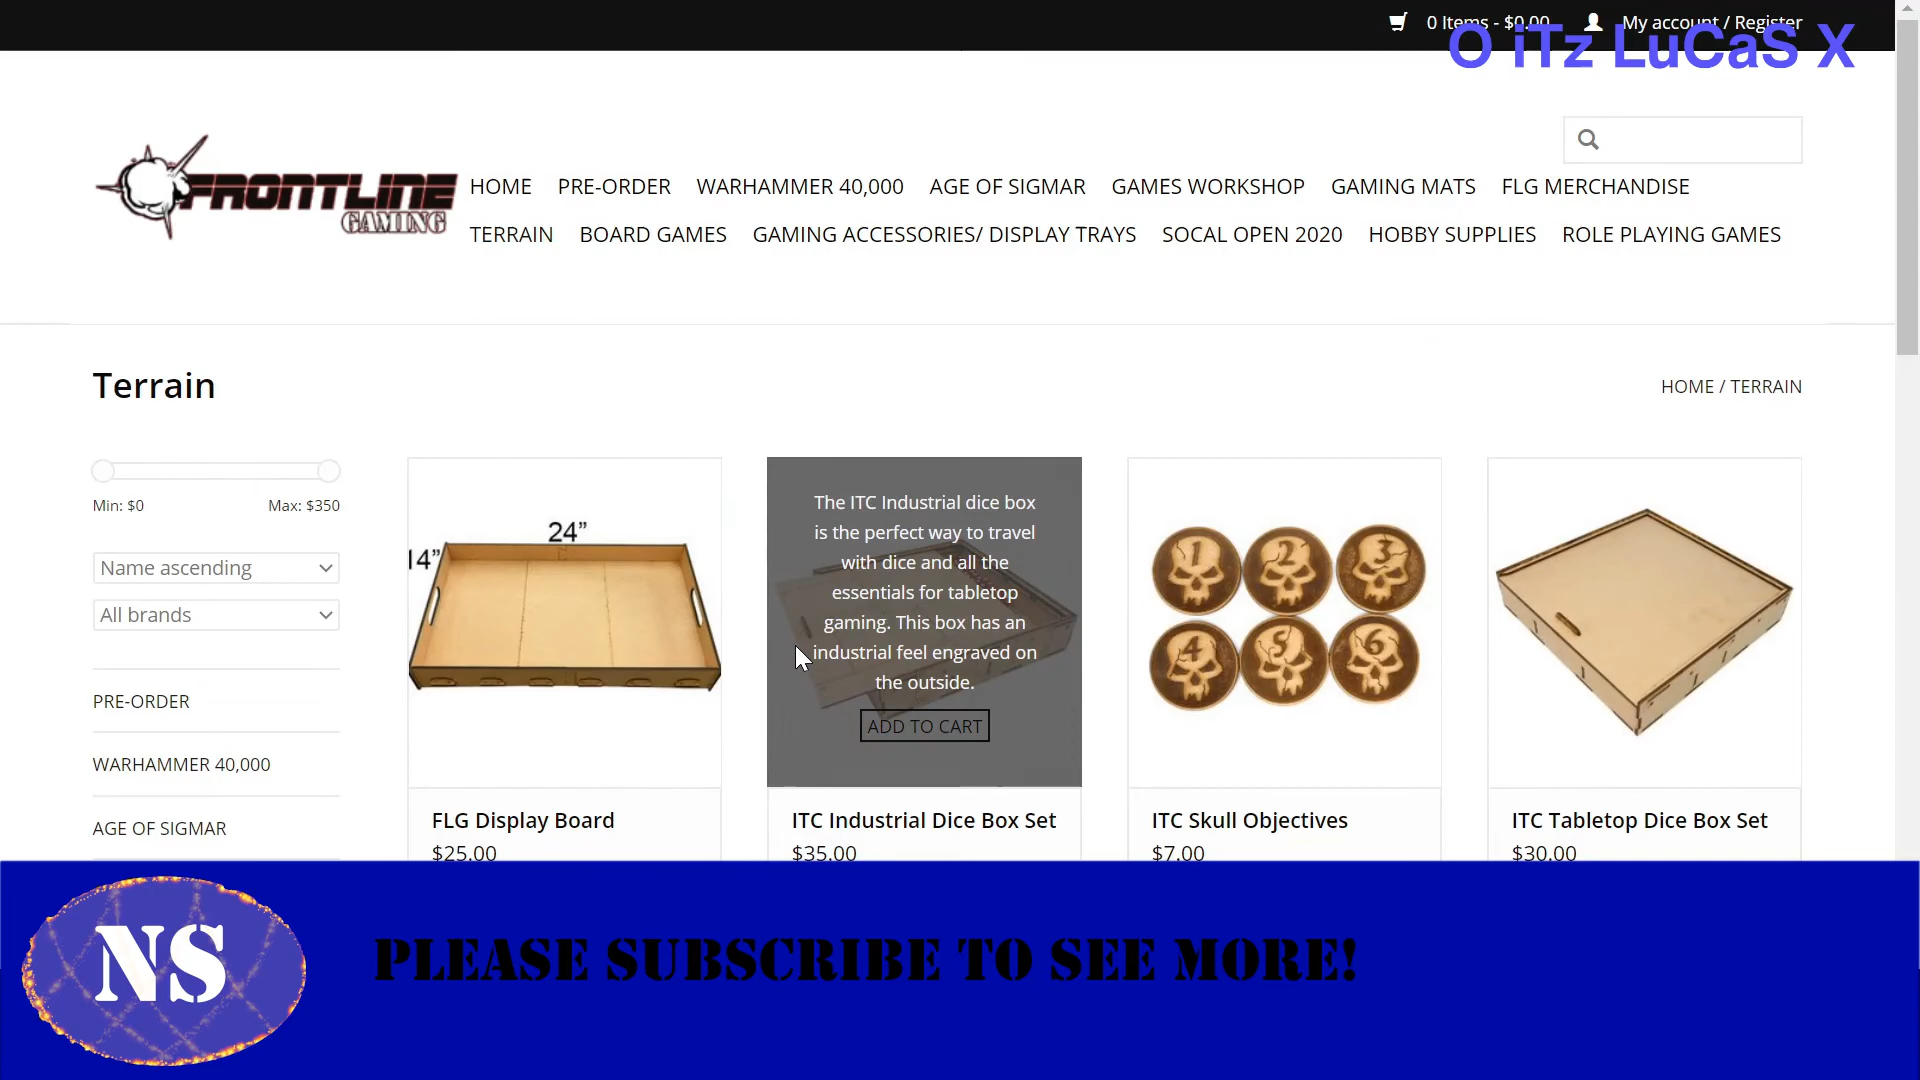 0 Items - $0.00
My account / Register
O iTz LuCaS X
FRONTLINE
GAMING
HOME PRE-ORDER WARHAMMER 40,000 AGE OF SIGMAR GAMES WORKSHOP GAMING MATS FLG MERCHANDISE
TERRAIN BOARD GAMES GAMING ACCESSORIES/ DISPLAY TRAYS SOCAL OPEN 2020 HOBBY SUPPLIES ROLE PLAYING GAMES
Terrain
HOME / TERRAIN
Min: $0
Max: $350
Name ascending
All brands
PRE-ORDER
WARHAMMER 40,000
AGE OF SIGMAR
24”
14”
FLG Display Board
$25.00
The ITC Industrial dice box
is the perfect way to travel
with dice and all the
essentials for tabletop
gaming. This box has an
industrial feel engraved on
the outside.
ADD TO CART
ITC Industrial Dice Box Set
$35.00
1 2 3
4 5 6
ITC Skull Objectives
$7.00
ITC Tabletop Dice Box Set
$30.00
NS
PLEASE SUBSCRIBE TO SEE MORE!